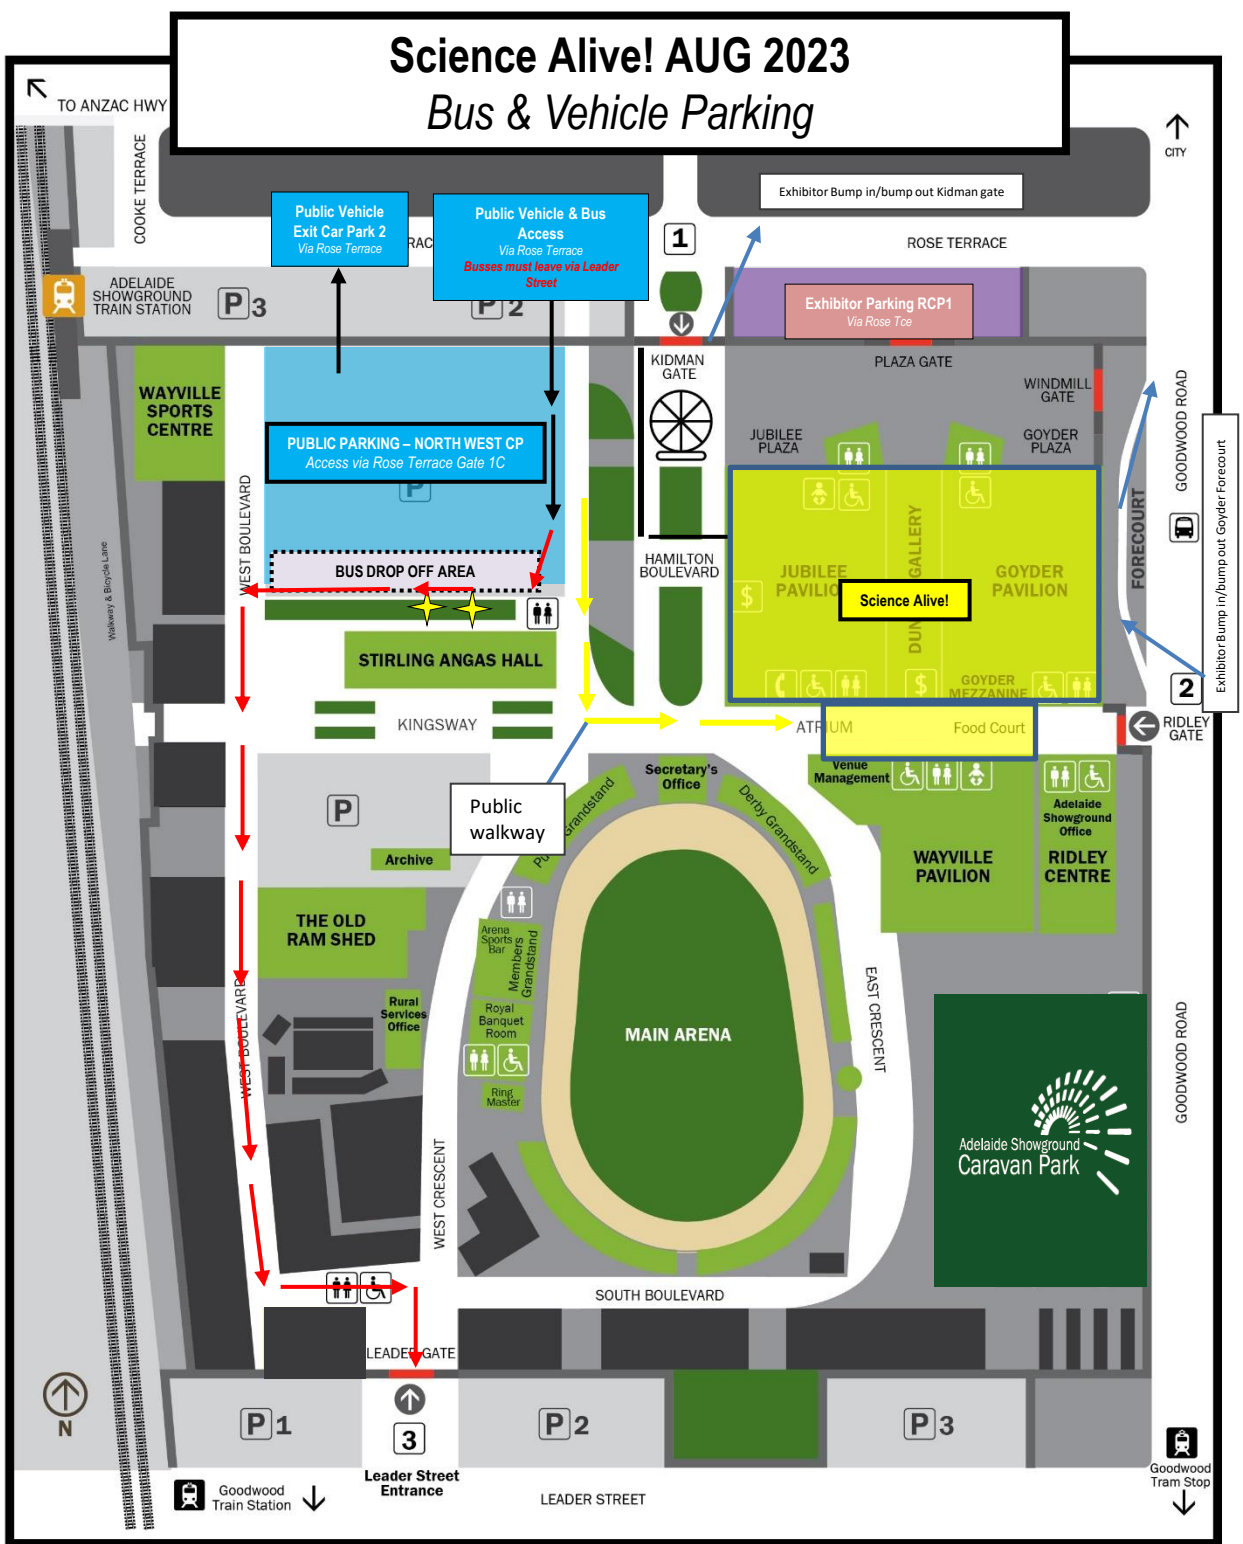 Science Alive! AUG 2023
Bus & Vehicle Parking
TO ANZAC HWY
CITY
COOKE TERRACE
Exhibitor Bump in/bump out Kidman gate
Public Vehicle
Exit Car Park 2
Via Rose Terrace
RAC
Public Vehicle & Bus
Access
Via Rose Terrace
Busses must leave via Leader
Street
1
ROSE TERRACE
ADELAIDE
SHOWGROUND
TRAIN STATION
P 3
P 2
Exhibitor Parking RCP1
Via Rose Tce
KIDMAN
GATE
PLAZA GATE
WINDMILL
GATE
WAYVILLE
SPORTS
CENTRE
GOODWOOD ROAD
JUBILEE
PLAZA
GOYDER
PLAZA
PUBLIC PARKING – NORTH WEST CP
Access via Rose Terrace Gate 1C
P
Exhibitor Bump in/bump out Goyder Forecourt
FORECOURT
WEST BOULEVARD
Walkway & Bicycle Lane
BUS DROP OFF AREA
HAMILTON
BOULEVARD
JUBILEE
PAVILIO
DUN
GALLERY
GOYDER
PAVILION
$
Science Alive!
STIRLING ANGAS HALL
$
GOYDER
MEZZANINE
2
RIDLEY
GATE
KINGSWAY
ATRIUM
Food Court
Venue
Management
Secretary's
Office
Public
walkway
Grandstand
Derby Grandstand
P
Adelaide
Showground
Office
Archive
WAYVILLE
PAVILION
RIDLEY
CENTRE
THE OLD
RAM SHED
Arena
Sports
Bar
Members
Grandstand
EAST CRESCENT
WEST BOULEVARD
Rural
Services
Office
Royal
Banquet
Room
MAIN ARENA
GOODWOOD ROAD
Ring
Master
Adelaide Showground
Caravan Park
WEST CRESCENT
SOUTH BOULEVARD
LEADER GATE
N
P 1
3
P 2
P 3
Leader Street
Entrance
Goodwood
Train Station
LEADER STREET
Goodwood
Tram Stop